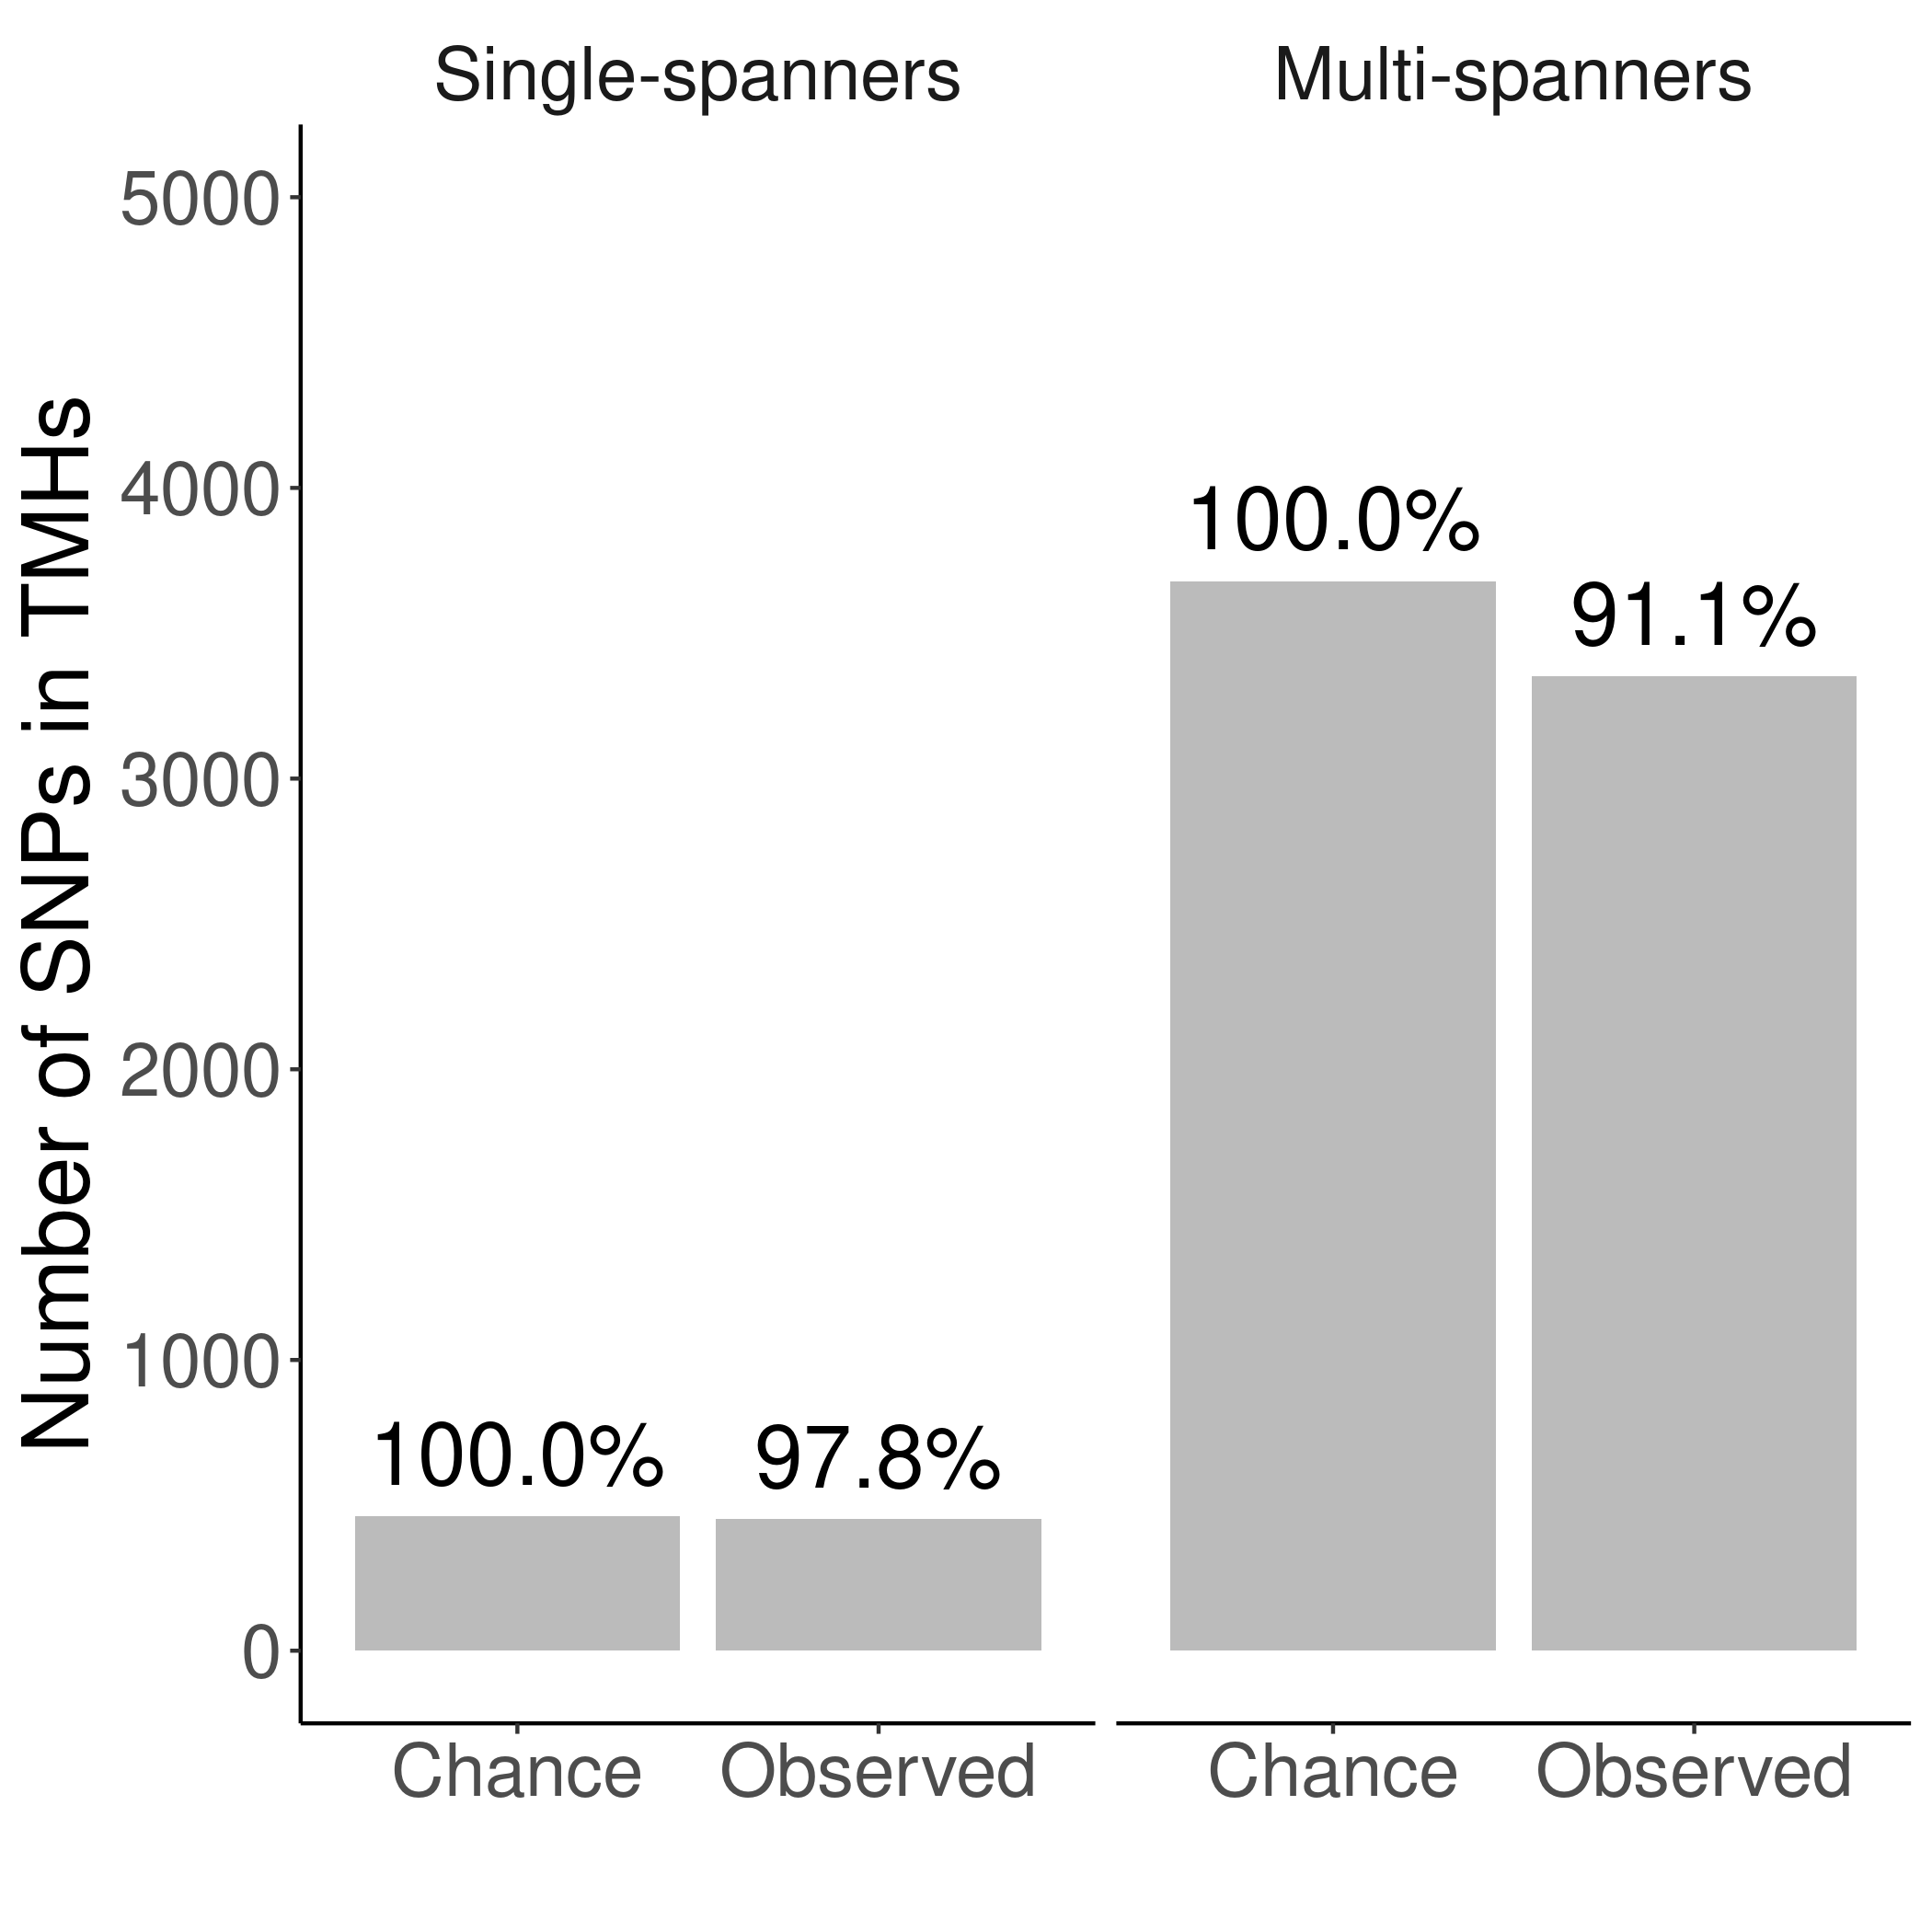 Single-spanners
Multi-spanners
Number of SNPs in TMHs
5000
4000
3000
2000
1000
0
100.0%
97.8%
100.0%
91.1%
Chance
Observed
Chance
Observed